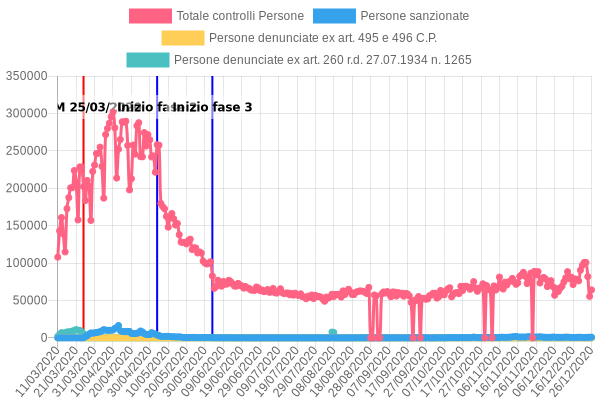 Totale controlli Persone Persone sanzionate
Persone denunciate ex art. 495 e 496 C.P.
Persone denunciate ex art. 260 r.d. 27.07.1934 n. 1265
350000
300000
250000
200000
150000
100000
50000
0
M 25/03/ Inizio fase Inizio fase 3
11/03/2020 21/03/2020 31/03/2020 10/04/2020 20/04/2020 30/04/2020 10/05/2020 20/05/2020 30/05/2020 09/06/2020 19/06/2020 29/06/2020 09/07/2020 19/07/2020 29/07/2020 08/08/2020 18/08/2020 28/08/2020 07/09/2020 17/09/2020 27/09/2020 07/10/2020 17/10/2020 27/10/2020 06/11/2020 16/11/2020 26/11/2020 06/12/2020 16/12/2020 26/12/2020